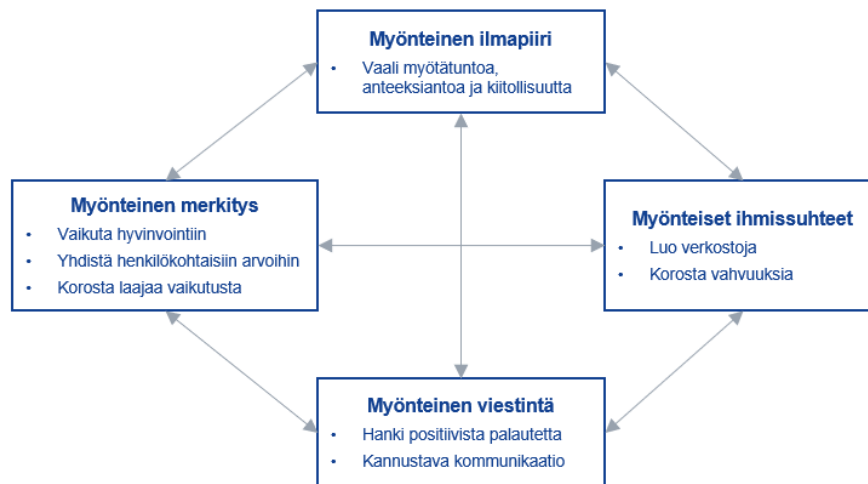 Myönteinen ilmapiiri
• Vaali myötätuntoa,
anteeksiantoa ja kiitollisuutta
Myönteinen merkitys
• Vaikuta hyvinvointiin
• Yhdistä henkilökohtaisiin arvoihin
• Korosta laajaa vaikutusta
Myönteiset ihmissuhteet
• Luo verkostoja
• Korosta vahvuuksia
Myönteinen viestintä
• Hanki positiivista palautetta
• Kannustava kommunikaatio